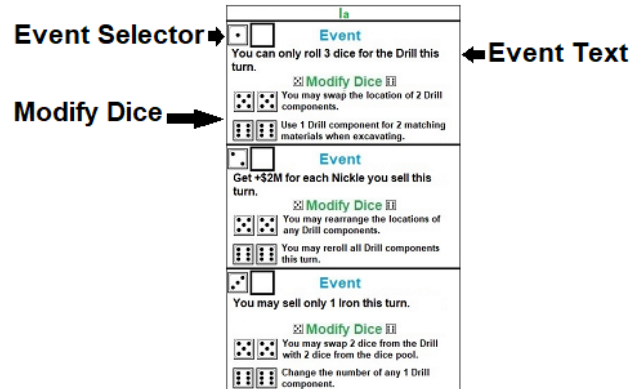 Ia
Event Selector
Event
Event Text
You can only roll 3 dice for the Drill this
turn.
Modify Dice
Modify Dice
You may swap the location of 2 Drill
components.
Use 1 Drill component for 2 matching
materials when excavating.
Event
Get +$2M for each Nickle you sell this
turn.
Modify Dice
You may rearrange the locations of
any Drill components.
You may reroll all Drill components
this turn.
Event
You may sell only 1 Iron this turn.
Modify Dice
You may swap 2 dice from the Drill
with 2 dice from the dice pool.
Change the number of any 1 Drill
component.